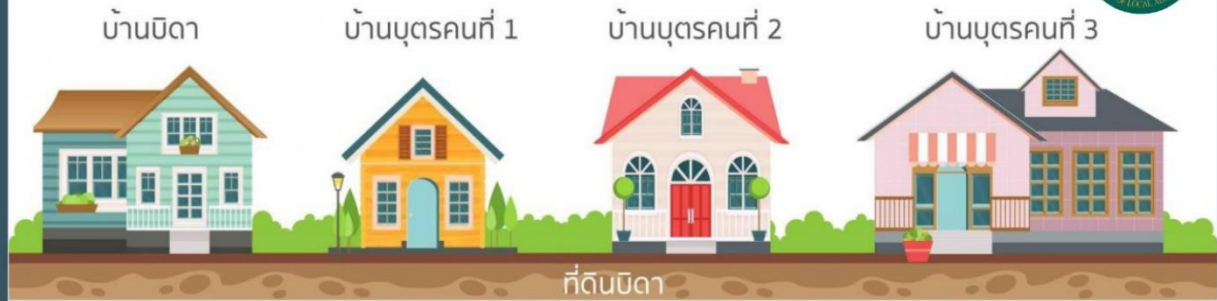 บ้านบิดา
บ้านบุตรคนที่ 1
บ้านบุตรคนที่ 2
บ้านบุตรคนที่ 3
ที่ดินบิดา